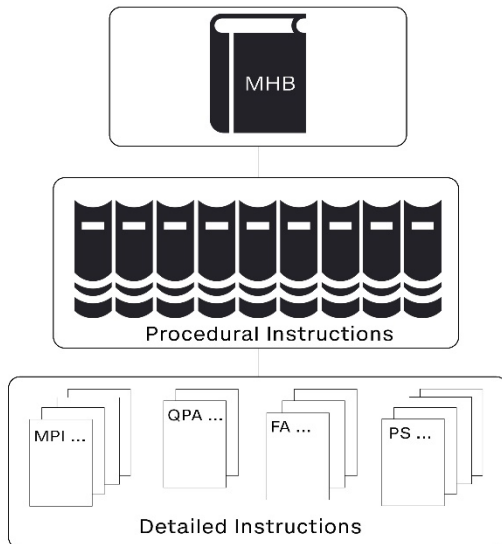 MHB
Procedural Instructions
MPI ...
QPA ...
FA ...
PS ...
Detailed Instructions